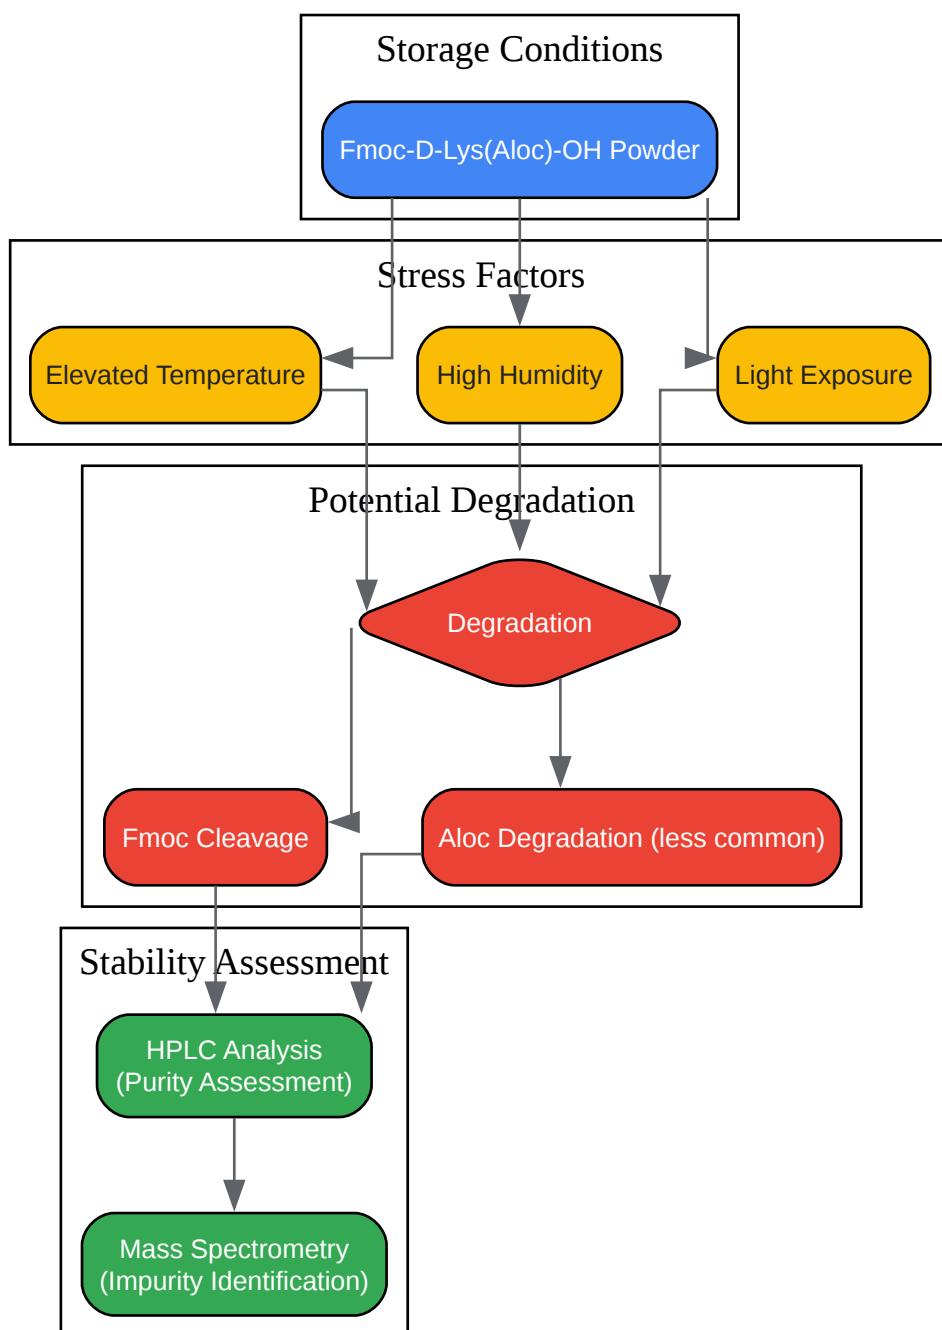 Storage Conditions
Fmoc-D-Lys(Aloc)-OH Powder
Stress Factors
Elevated Temperature
High Humidity
Light Exposure
Potential Degradation
Degradation
Fmoc Cleavage
Aloc Degradation (less common)
Stability Assessment
HPLC Analysis
(Purity Assessment)
Mass Spectrometry
(Impurity Identification)